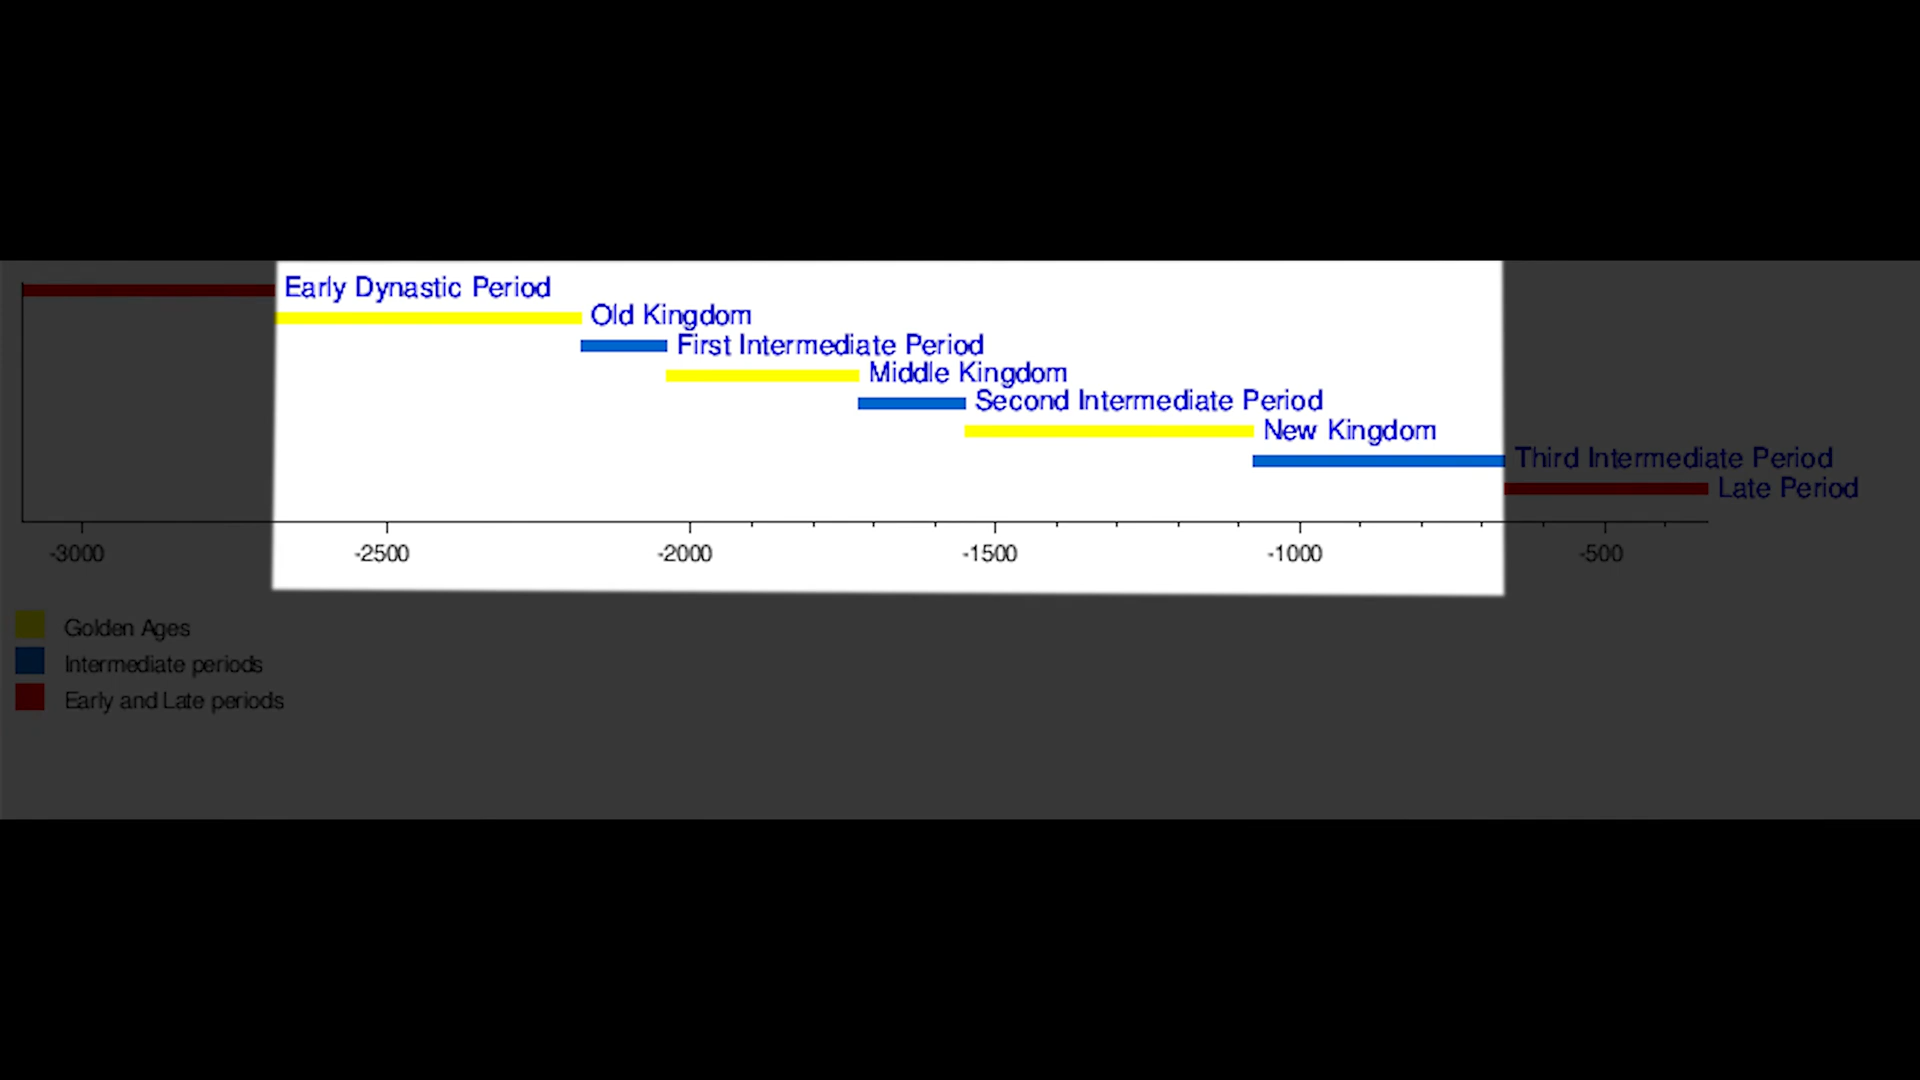 Early Dynastic Period
Old Kingdom
First Intermediate Period
Middle Kingdom
Second Intermediate Period
New Kingdom
Third Intermediate Period
Late Period
-3000 -2500 -2000 -1500 -1000 -500
Golden Ages
Intermediate periods
Early and Late periods